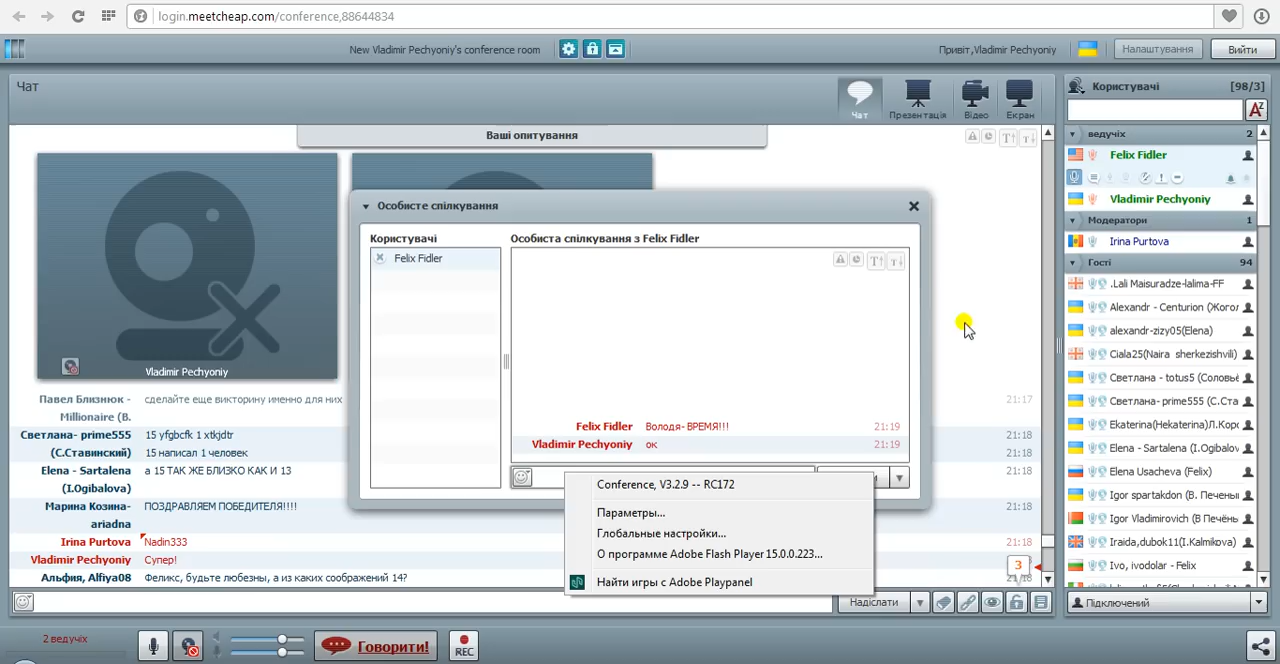 login.meetcheap.com/conference,88644834
New Vladimir Pechyoniy's conference room
Привіт,Vladimir Pechyoniy
Налаштування
Вийти
Чат
Чат
Презентація
Відео
Екран
Ваші опитування
Vladimir Pechyoniy
Особисте спілкування
Користувачі
Felix Fidler
Особиста спілкування з Felix Fidler
Felix Fidler Володя- ВРЕМЯ!!! 21:19
Vladimir Pechyoniy ок 21:19
Conference, V3.2.9 -- RC172
Параметры...
Глобальные настройки...
О программе Adobe Flash Player 15.0.0.223...
Найти игры с Adobe Playpanel
Павел Близнюк - сделайте еще викторину именно для них 21:17
Millionaire (В.
Светлана- prime555 15 yfgbcfk 1 xtkjdtr 21:18
(С.Ставинский) 15 написал 1 человек 21:18
Elena - Sartalena а 15 ТАК ЖЕ БЛИЗКО КАК И 13 21:18
(I.Ogibalova)
Марина Козина- ПОЗДРАВЛЯЕМ ПОБЕДИТЕЛЯ!!!! 21:18
ariadna
Irina Purtova Nadin333 21:18
Vladimir Pechyoniy Супер!
Альфия, Alfiya08 Феликс, будьте любезны, а из каких соображений 14? 21:18
3
Надіслати
2 ведучіх
Говорити!
REC
Користувачі [98/3]
AZ
ведучіх 2
Felix Fidler
Vladimir Pechyoniy
Модератори 1
Irina Purtova
Гості 94
.Lali Maisuradze-lalima-FF
Alexandr - Centurion (Жогол
alexandr-zizy05(Elena)
Ciala25(Naira sherkezishvili)
Светлана - totus5 (Соловье
Светлана- prime555 (С.Ста
Ekaterina(Hekaterina)Л.Коро
Elena - Sartalena (I.Ogibalov
Elena Usacheva (Felix)
Igor spartakdon (В. Печены
Igor Vladimirovich (В Печён
Iraida,dubok11(I.Kalmikova)
Ivo, ivodolar - Felix
Підключений